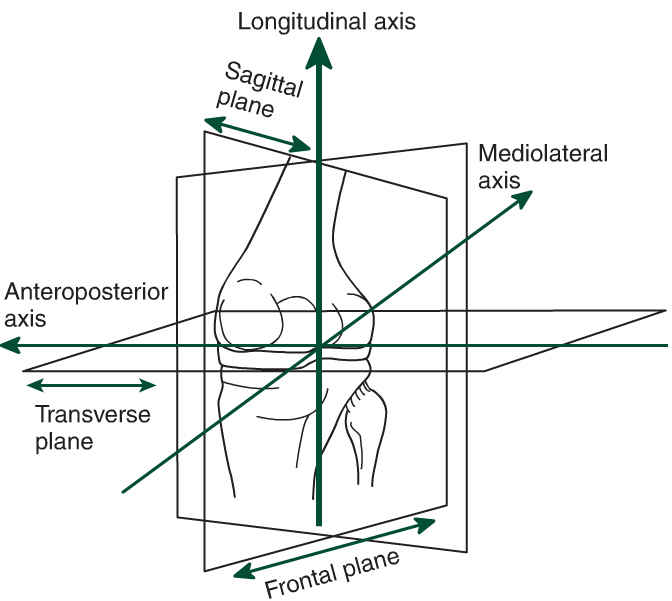 Longitudinal axis
Sagittal
plane
Mediolateral
axis
Anteroposterior
axis
Transverse
plane
Frontal plane